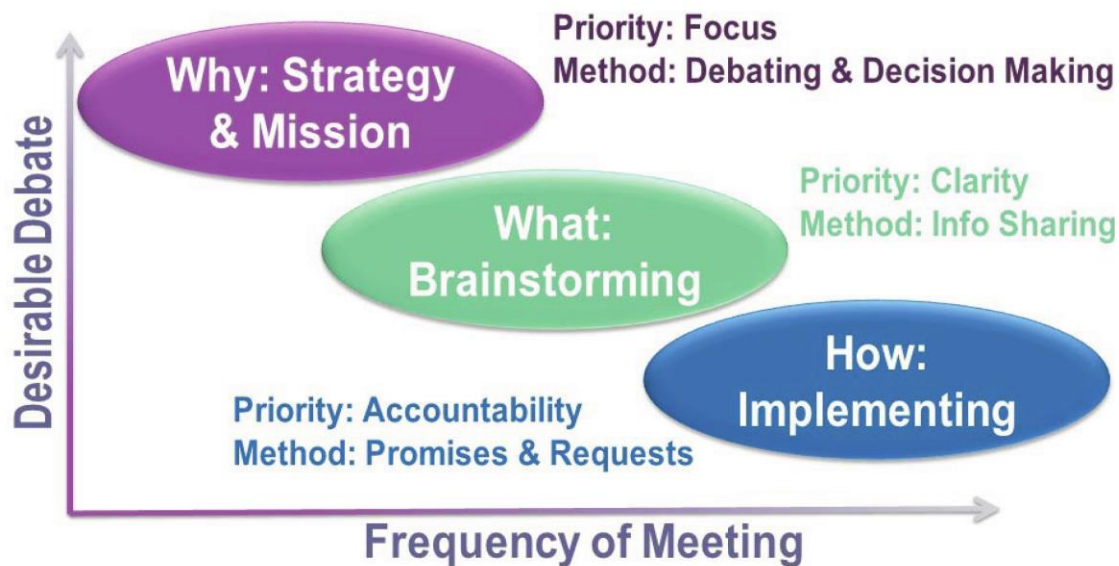 Priority: Focus
Method: Debating & Decision Making
Why: Strategy
& Mission
Priority: Clarity
Method: Info Sharing
What:
Brainstorming
How:
Implementing
Priority: Accountability
Method: Promises & Requests
Desirable Debate
Frequency of Meeting